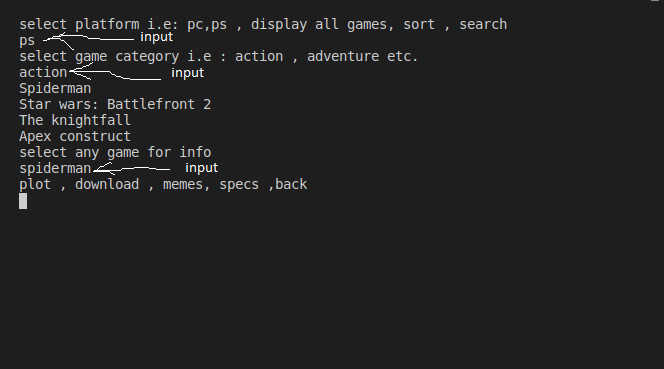 select platform i.e: pc,ps , display all games, sort , search
ps input
select game category i.e : action , adventure etc.
action input
Spiderman
Star wars: Battlefront 2
The knightfall
Apex construct
select any game for info
spiderman input
plot , download , memes, specs ,back